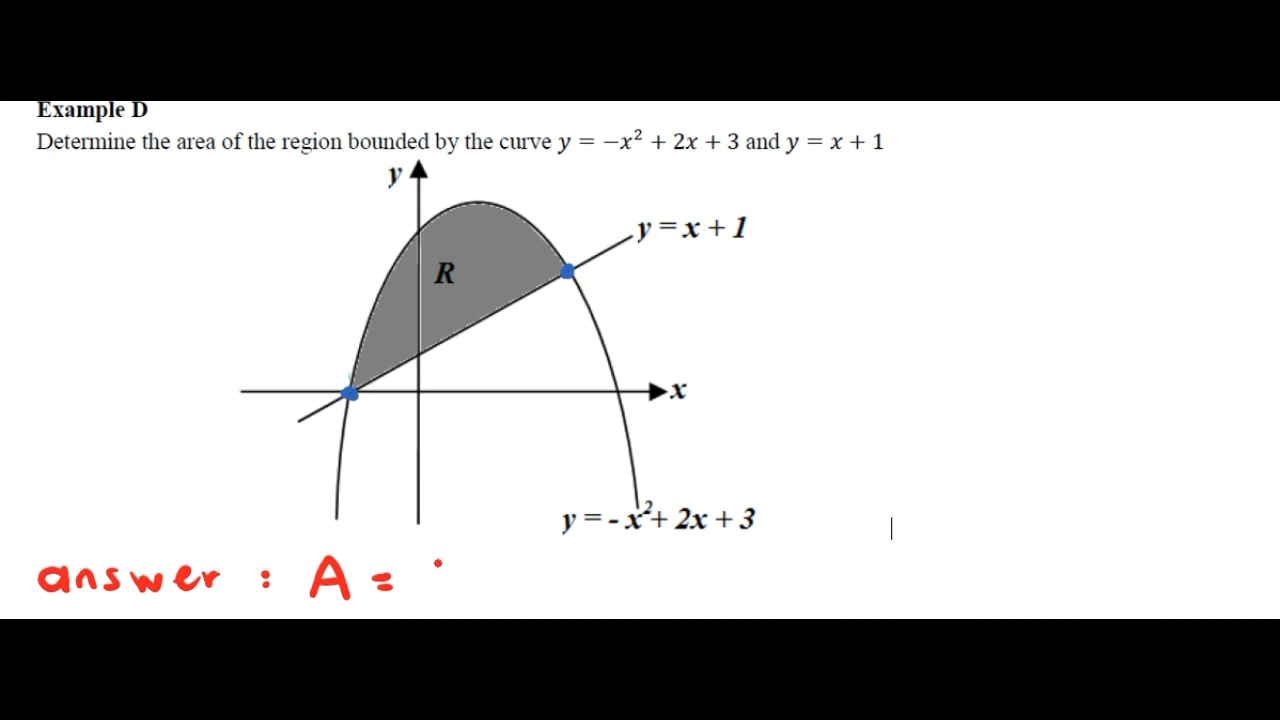 Example D
Determine the area of the region bounded by the curve y = −x² + 2x + 3 and y = x + 1
y
y = x + 1
R
x
y = - x² + 2x + 3
answer : A =